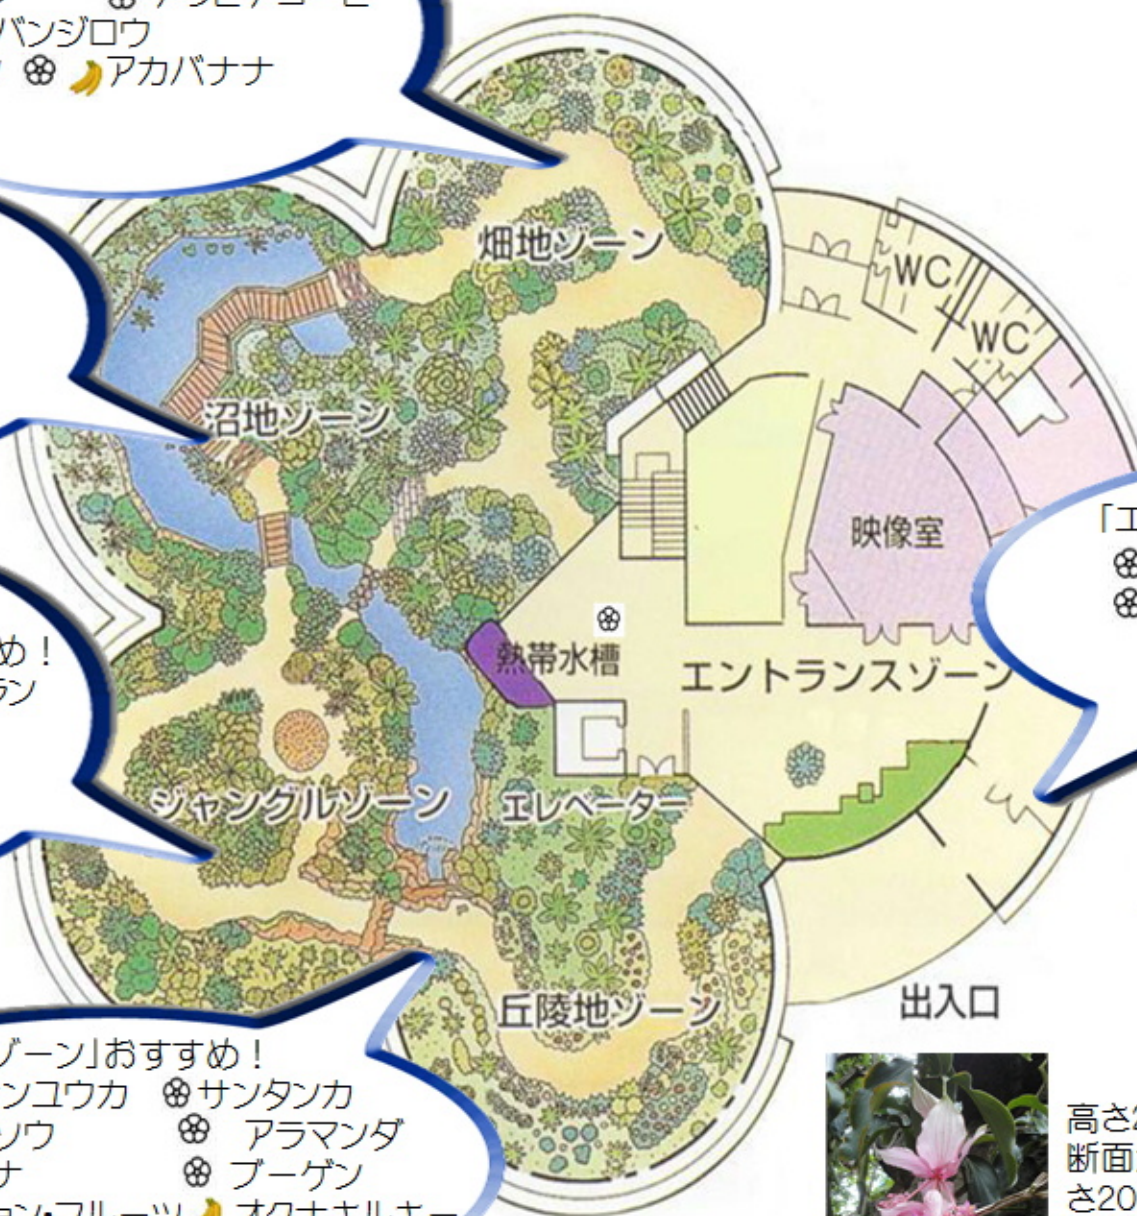 バンジロウ
アカバナナ
畑地ゾーン
WC
WC
沼地ゾーン
映像室
「エ
め！
ラン
熱帯水槽
エントランスゾーン
ジャングルゾーン
エレベーター
丘陵地ゾーン
出入口
ゾーン」おすすめ！
ンユウカ サンタンカ
ソウ アラマンダ
ナ ブーゲン
高さ2
断面
さ20